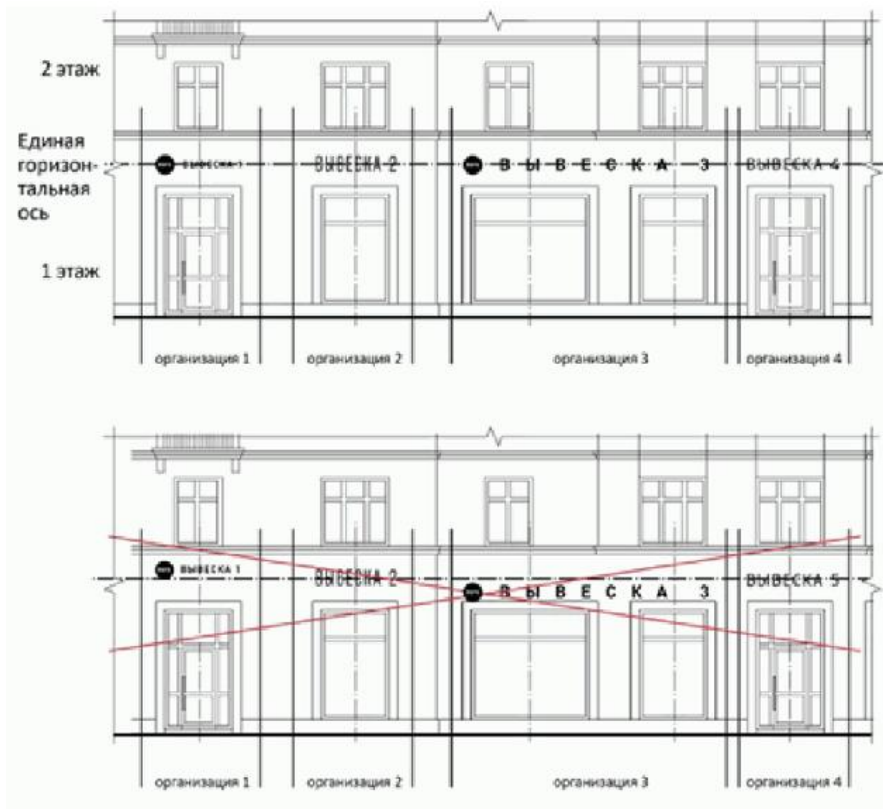 2 этаж
Единая
горизон-
тальная
ось
ВЫВЕСКА 1
ВЫВЕСКА 2
ВЫВЕСКА 3
ВЫВЕСКА 4
1 этаж
организация 1
организация 2
организация 3
организация 4
ВЫВЕСКА 1
ВЫВЕСКА 2
ВЫВЕСКА 3
ВЫВЕСКА 5
организация 1
организация 2
организация 3
организация 4